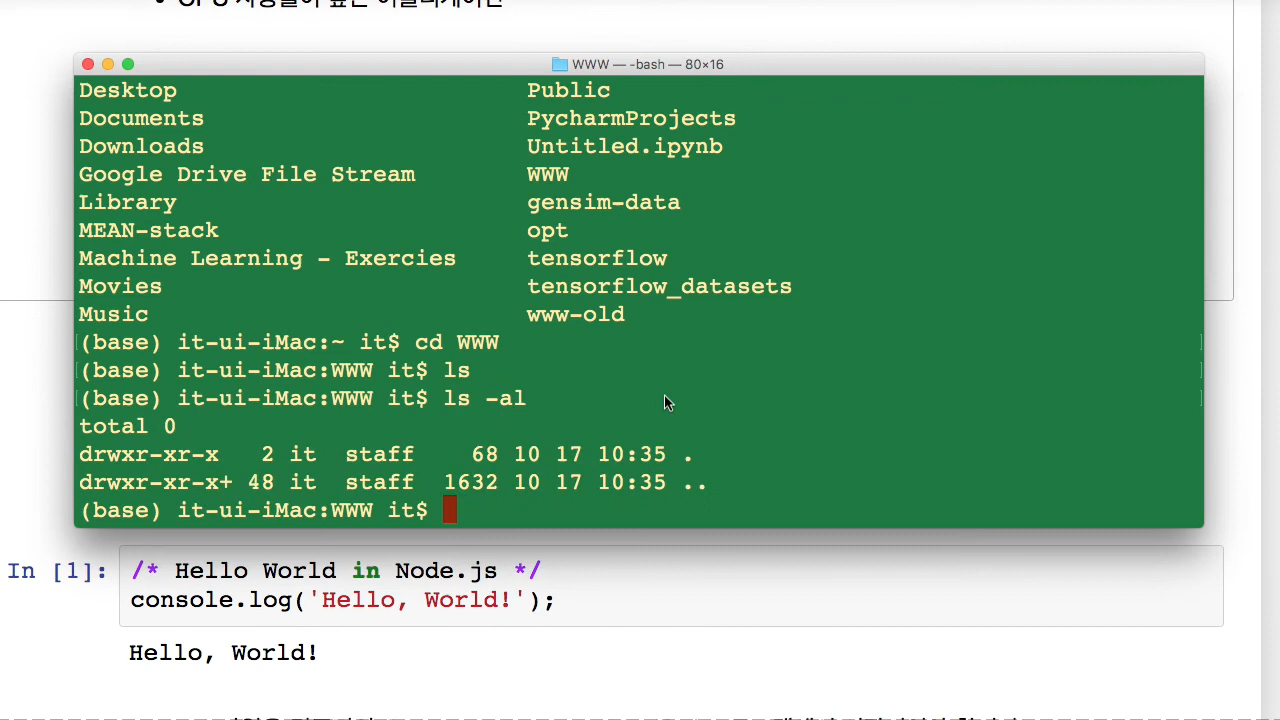 WWW — -bash — 80×16
Desktop Public
Documents PycharmProjects
Downloads Untitled.ipynb
Google Drive File Stream WWW
Library gensim-data
MEAN-stack opt
Machine Learning - Exercies tensorflow
Movies tensorflow_datasets
Music www-old
(base) it-ui-iMac:~ it$ cd WWW
(base) it-ui-iMac:WWW it$ ls
(base) it-ui-iMac:WWW it$ ls -al
total 0
drwxr-xr-x 2 it staff 68 10 17 10:35 .
drwxr-xr-x+ 48 it staff 1632 10 17 10:35 ..
(base) it-ui-iMac:WWW it$
In [1]: /* Hello World in Node.js */
console.log('Hello, World!');
Hello, World!